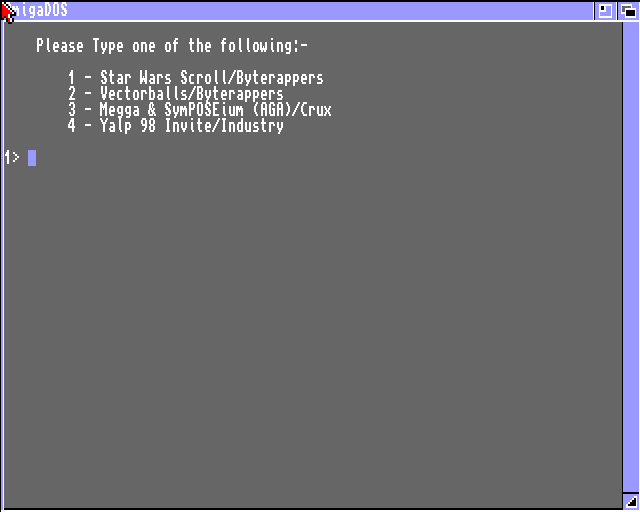 migaDOS
Please Type one of the following:-
1 - Star Wars Scroll/Byterappers
2 - Vectorballs/Byterappers
3 - Megga & SymPOSEium (AGA)/Crux
4 - Yalp 98 Invite/Industry
1>